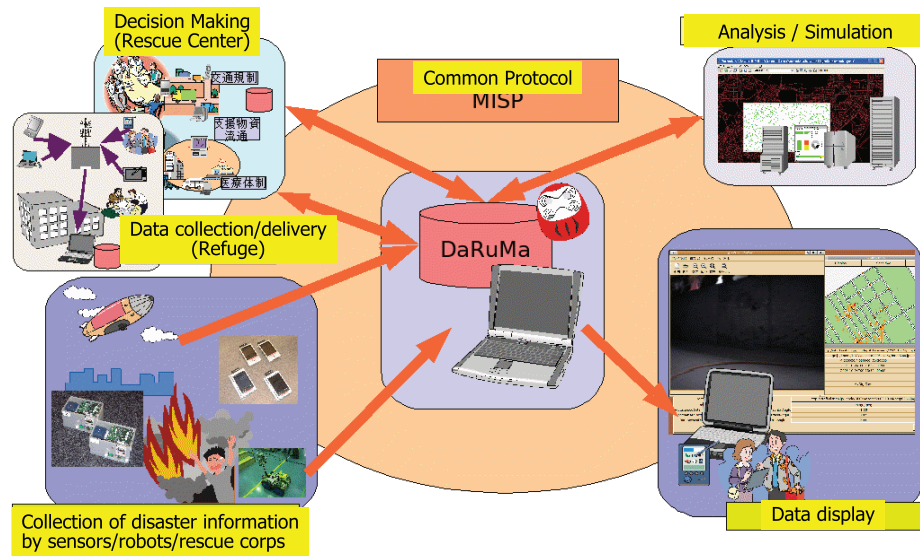 Decision Making
(Rescue Center)
交通規制
支援物資
流通
医療体制
Data collection/delivery
(Refuge)
Common Protocol
MISP
DaRuMa
Analysis / Simulation
Collection of disaster information
by sensors/robots/rescue corps
Data display